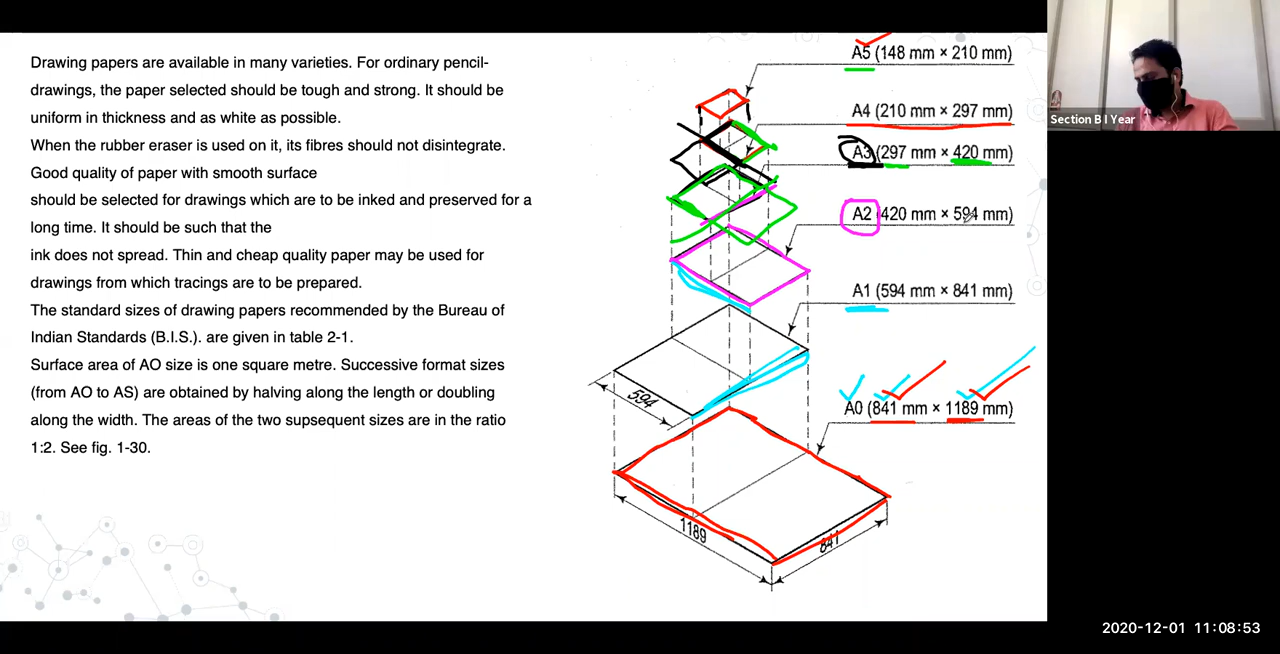 Drawing papers are available in many varieties. For ordinary pencil-
drawings, the paper selected should be tough and strong. It should be
uniform in thickness and as white as possible.
When the rubber eraser is used on it, its fibres should not disintegrate.
Good quality of paper with smooth surface
should be selected for drawings which are to be inked and preserved for a
long time. It should be such that the
ink does not spread. Thin and cheap quality paper may be used for
drawings from which tracings are to be prepared.
The standard sizes of drawing papers recommended by the Bureau of
Indian Standards (B.I.S.). are given in table 2-1.
Surface area of AO size is one square metre. Successive format sizes
(from AO to AS) are obtained by halving along the length or doubling
along the width. The areas of the two supsequent sizes are in the ratio
1:2. See fig. 1-30.
A5 (148 mm × 210 mm)
A4 (210 mm × 297 mm)
A3 (297 mm × 420 mm)
A2 (420 mm × 594 mm)
A1 (594 mm × 841 mm)
594
A0 (841 mm × 1189 mm)
1189
841
Section B I Year
2020-12-01 11:08:53